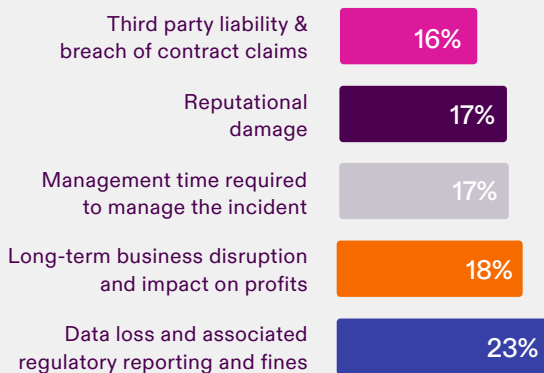 Third party liability &
breach of contract claims
16%
Reputational
damage
17%
Management time required
to manage the incident
17%
Long-term business disruption
and impact on profits
18%
Data loss and associated
regulatory reporting and fines
23%